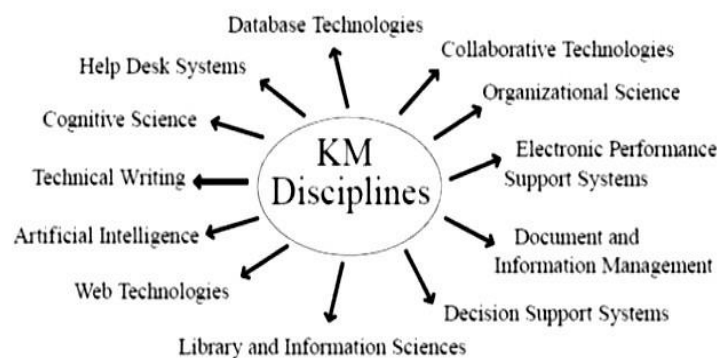 Database Technologies
Collaborative Technologies
Help Desk Systems
Organizational Science
Cognitive Science
KM
Disciplines
Electronic Performance
Support Systems
Technical Writing
Artificial Intelligence
Document and
Information Management
Web Technologies
Decision Support Systems
Library and Information Sciences